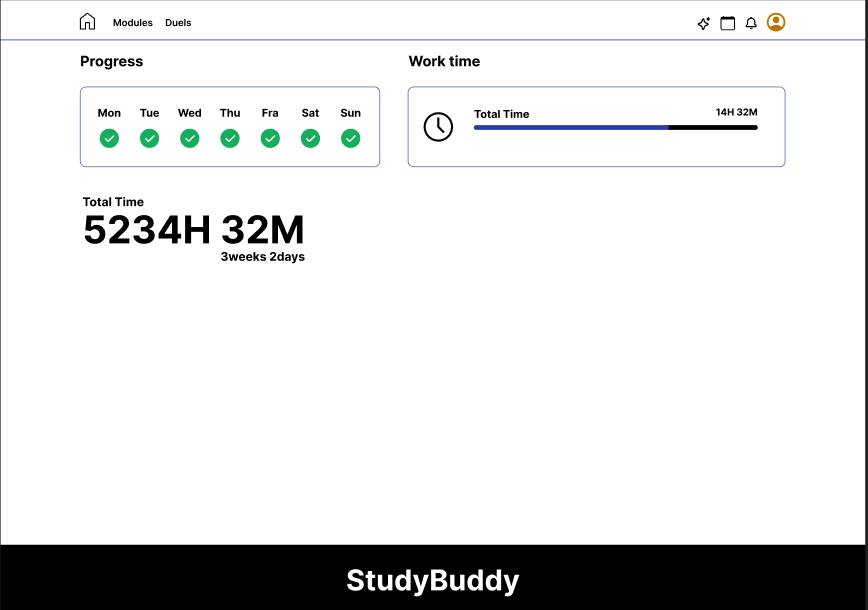 Modules Duels
Progress
Work time
Mon Tue Wed Thu Fra Sat Sun
Total Time 14H 32M
Total Time
5234H 32M
3weeks 2days
StudyBuddy